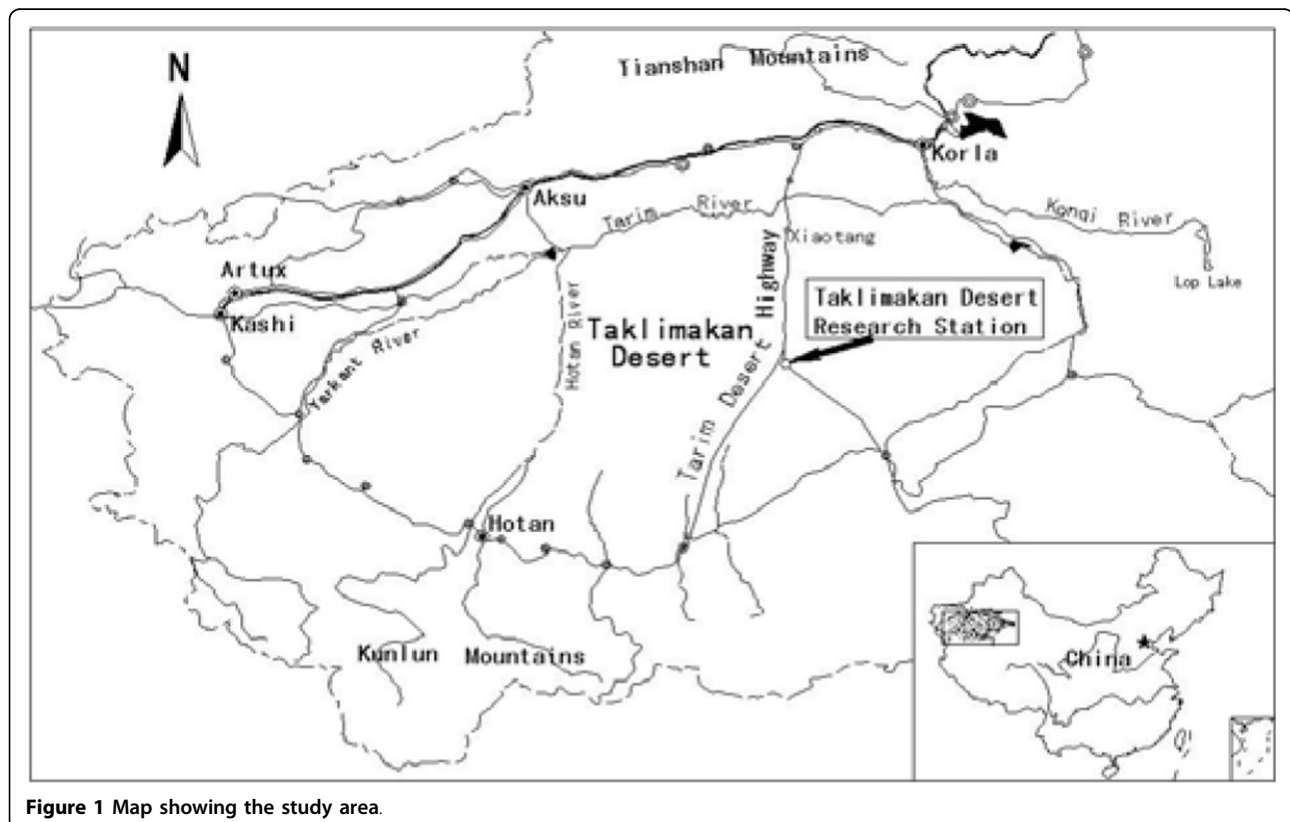 N
Tianshan Mountains
Korla
Aksu
Tarim River
Konqi River
Xiaotang
Lop Lake
Artux
Kashi
Yarkant River
Hotan River
Taklimakan
Desert
Tarim Desert Highway
Taklimakan Desert
Research Station
Hotan
Kunlun Mountains
China
Figure 1 Map showing the study area.